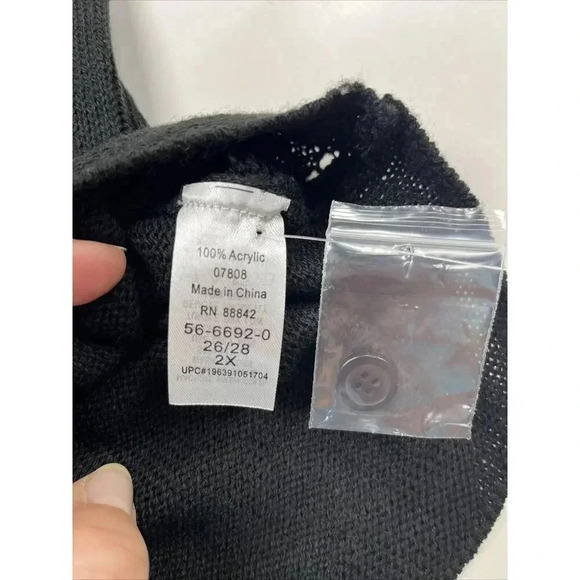 100% Acrylic
07808
Made in China
RN 88842
56-6692-0
26/28
2X
UPC#196391051704